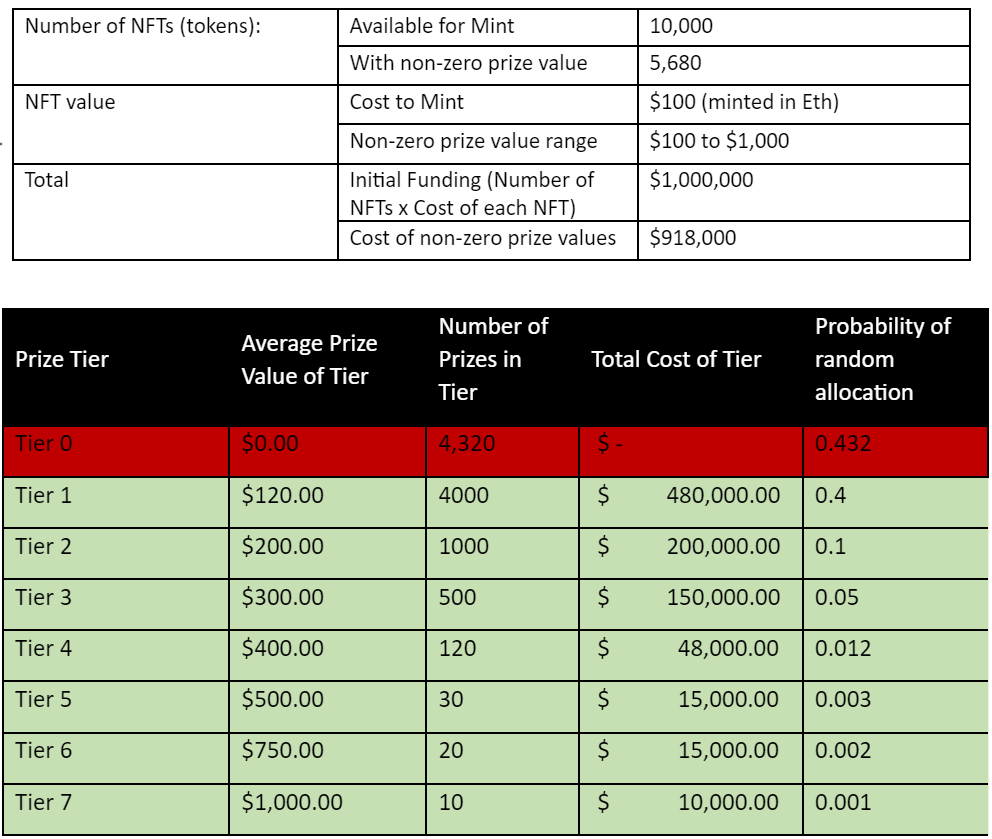 Number of NFTs (tokens): Available for Mint 10,000
With non-zero prize value 5,680
NFT value Cost to Mint $100 (minted in Eth)
Non-zero prize value range $100 to $1,000
Total Initial Funding (Number of $1,000,000
NFTs x Cost of each NFT)
Cost of non-zero prize values $918,000
Prize Tier
Average Prize
Value of Tier
Number of
Prizes in
Tier
Total Cost of Tier
Probability of
random
allocation
Tier 0 $0.00 4,320 $ - 0.432
Tier 1 $120.00 4000 $ 480,000.00 0.4
Tier 2 $200.00 1000 $ 200,000.00 0.1
Tier 3 $300.00 500 $ 150,000.00 0.05
Tier 4 $400.00 120 $ 48,000.00 0.012
Tier 5 $500.00 30 $ 15,000.00 0.003
Tier 6 $750.00 20 $ 15,000.00 0.002
Tier 7 $1,000.00 10 $ 10,000.00 0.001